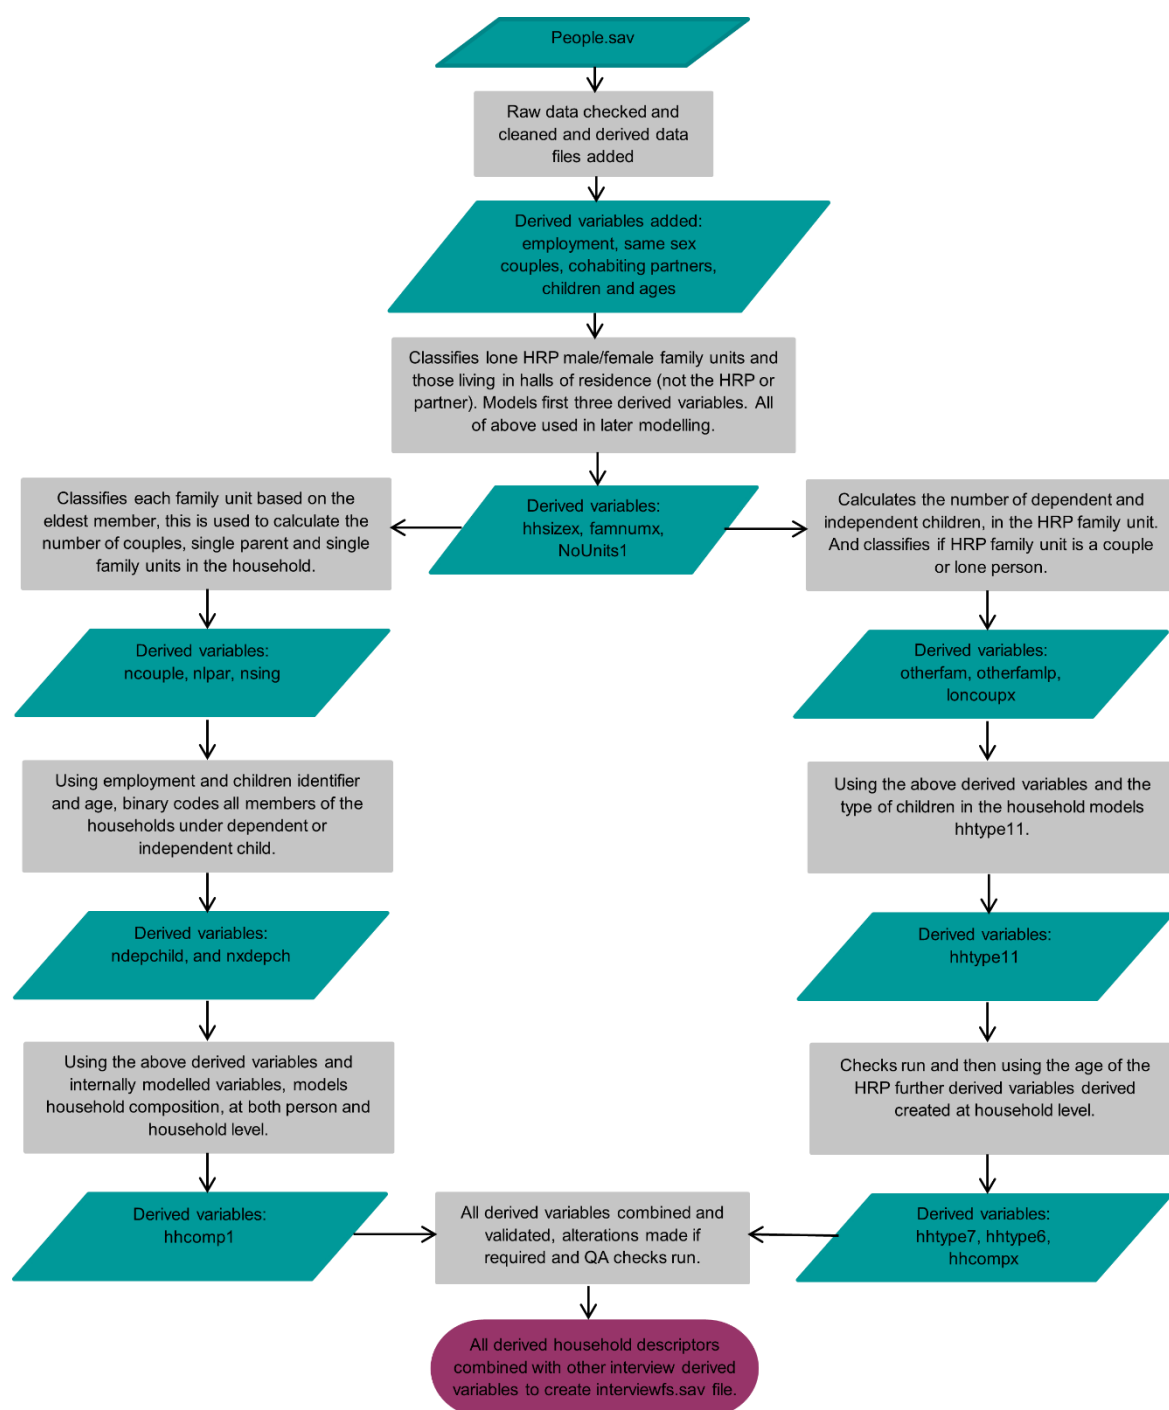 People.sav
Raw data checked and
cleaned and derived data
files added
Derived variables added:
employment, same sex
couples, cohabiting partners,
children and ages
Classifies lone HRP male/female family units and
those living in halls of residence (not the HRP or
partner). Models first three derived variables. All
of above used in later modelling.
Derived variables:
hhsizex, famnumx,
NoUnits1
Classifies each family unit based on the
eldest member, this is used to calculate the
number of couples, single parent and single
family units in the household.
Derived variables:
ncouple, nlpar, nsing
Using employment and children identifier
and age, binary codes all members of the
households under dependent or
independent child.
Derived variables:
ndepchild, and nxdepch
Using the above derived variables and
internally modelled variables, models
household composition, at both person and
household level.
Derived variables:
hhcomp1
Calculates the number of dependent and
independent children, in the HRP family unit.
And classifies if HRP family unit is a couple
or lone person.
Derived variables:
otherfam, otherfamlp,
loncoupx
Using the above derived variables and the
type of children in the household models
hhtype11.
Derived variables:
hhtype11
Checks run and then using the age of the
HRP further derived variables derived
created at household level.
Derived variables:
hhtype7, hhtype6,
hhcompx
All derived variables combined and
validated, alterations made if
required and QA checks run.
All derived household descriptors
combined with other interview derived
variables to create interviewfs.sav file.